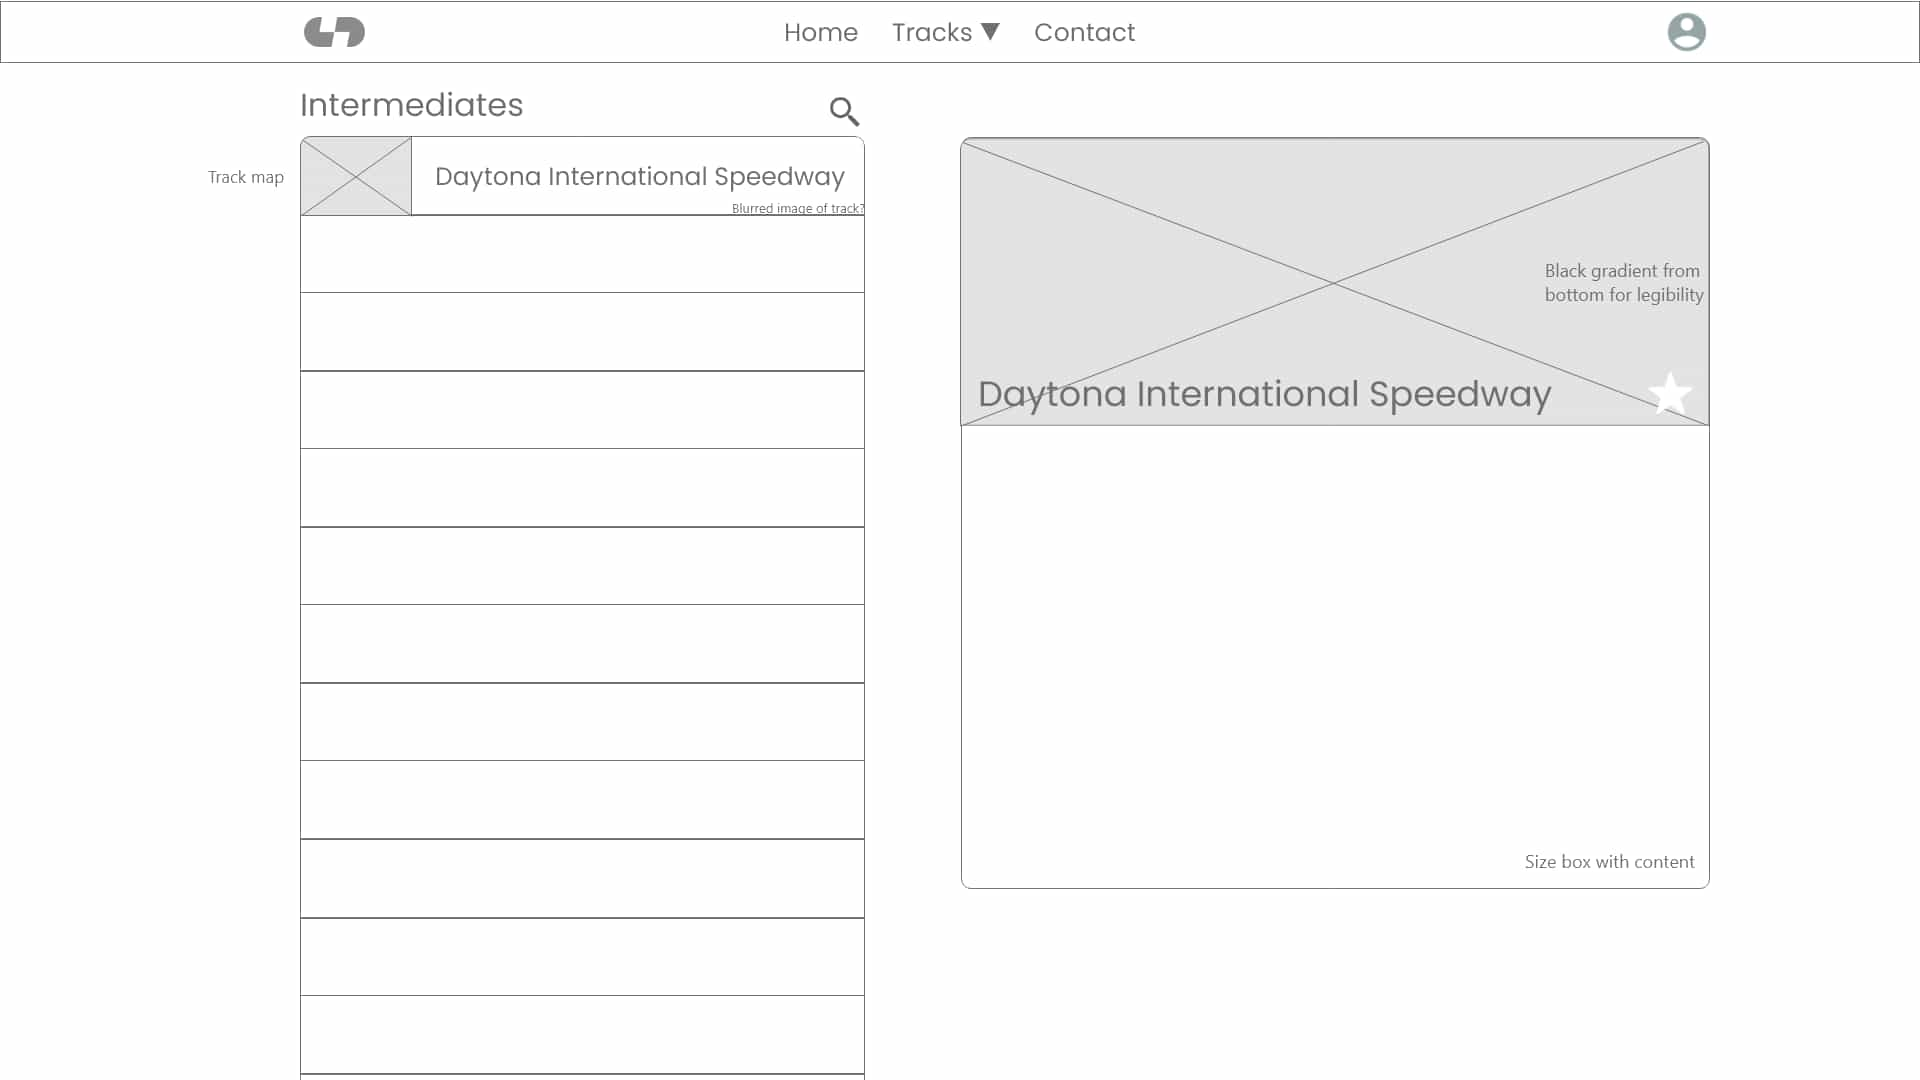 Home Tracks ▼ Contact
Intermediates
Track map
Daytona International Speedway
Blurred image of track?
Black gradient from
bottom for legibility
Daytona International Speedway
Size box with content